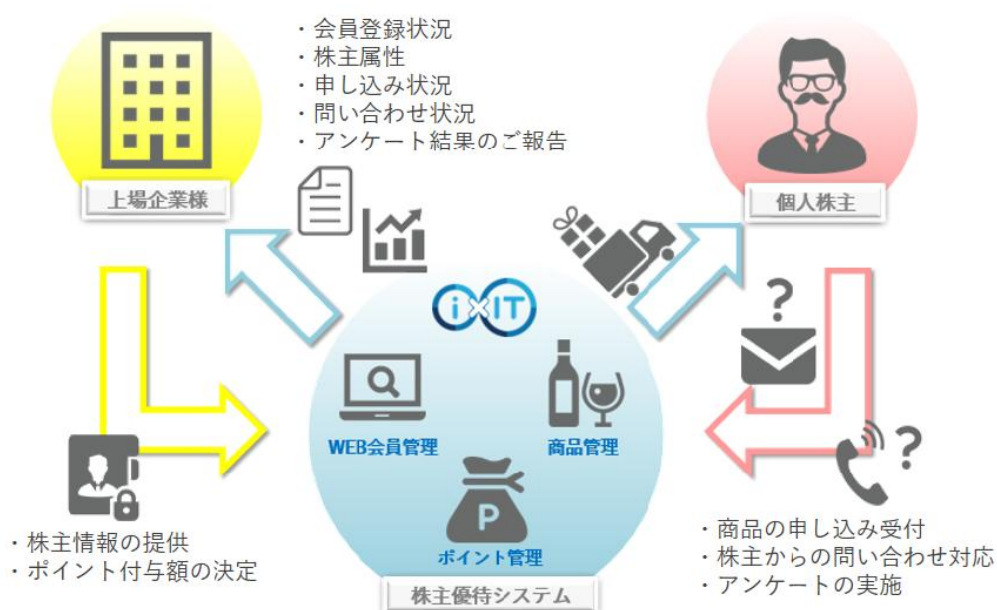 ・会員登録状況
・株主属性
・申し込み状況
・問い合わせ状況
・アンケート結果のご報告
上場企業様
個人株主
i×IT
?
WEB会員管理
商品管理
?
P
ポイント管理
・株主情報の提供
・ポイント付与額の決定
・商品の申し込み受付
・株主からの問い合わせ対応
・アンケートの実施
株主優待システム